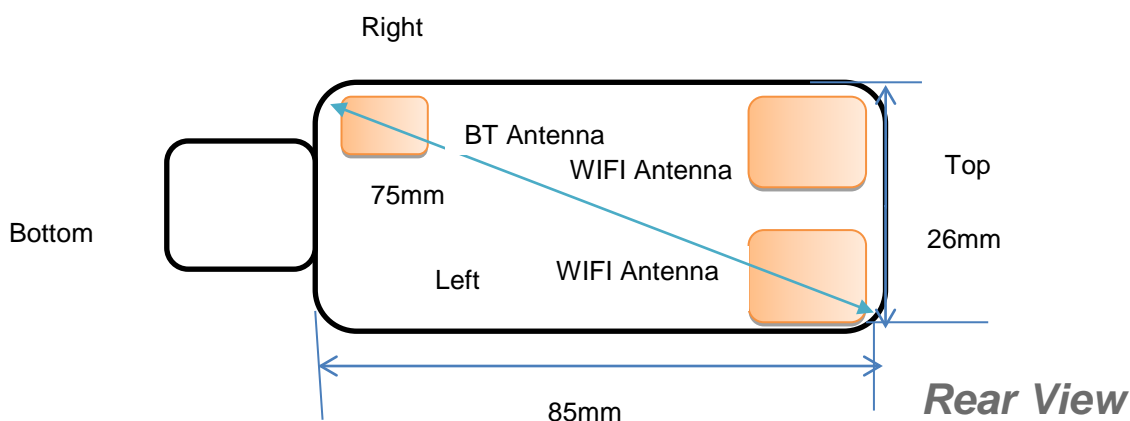 Right
BT Antenna
WIFI Antenna
Top
75mm
Bottom
26mm
WIFI Antenna
Left
85mm
Rear View